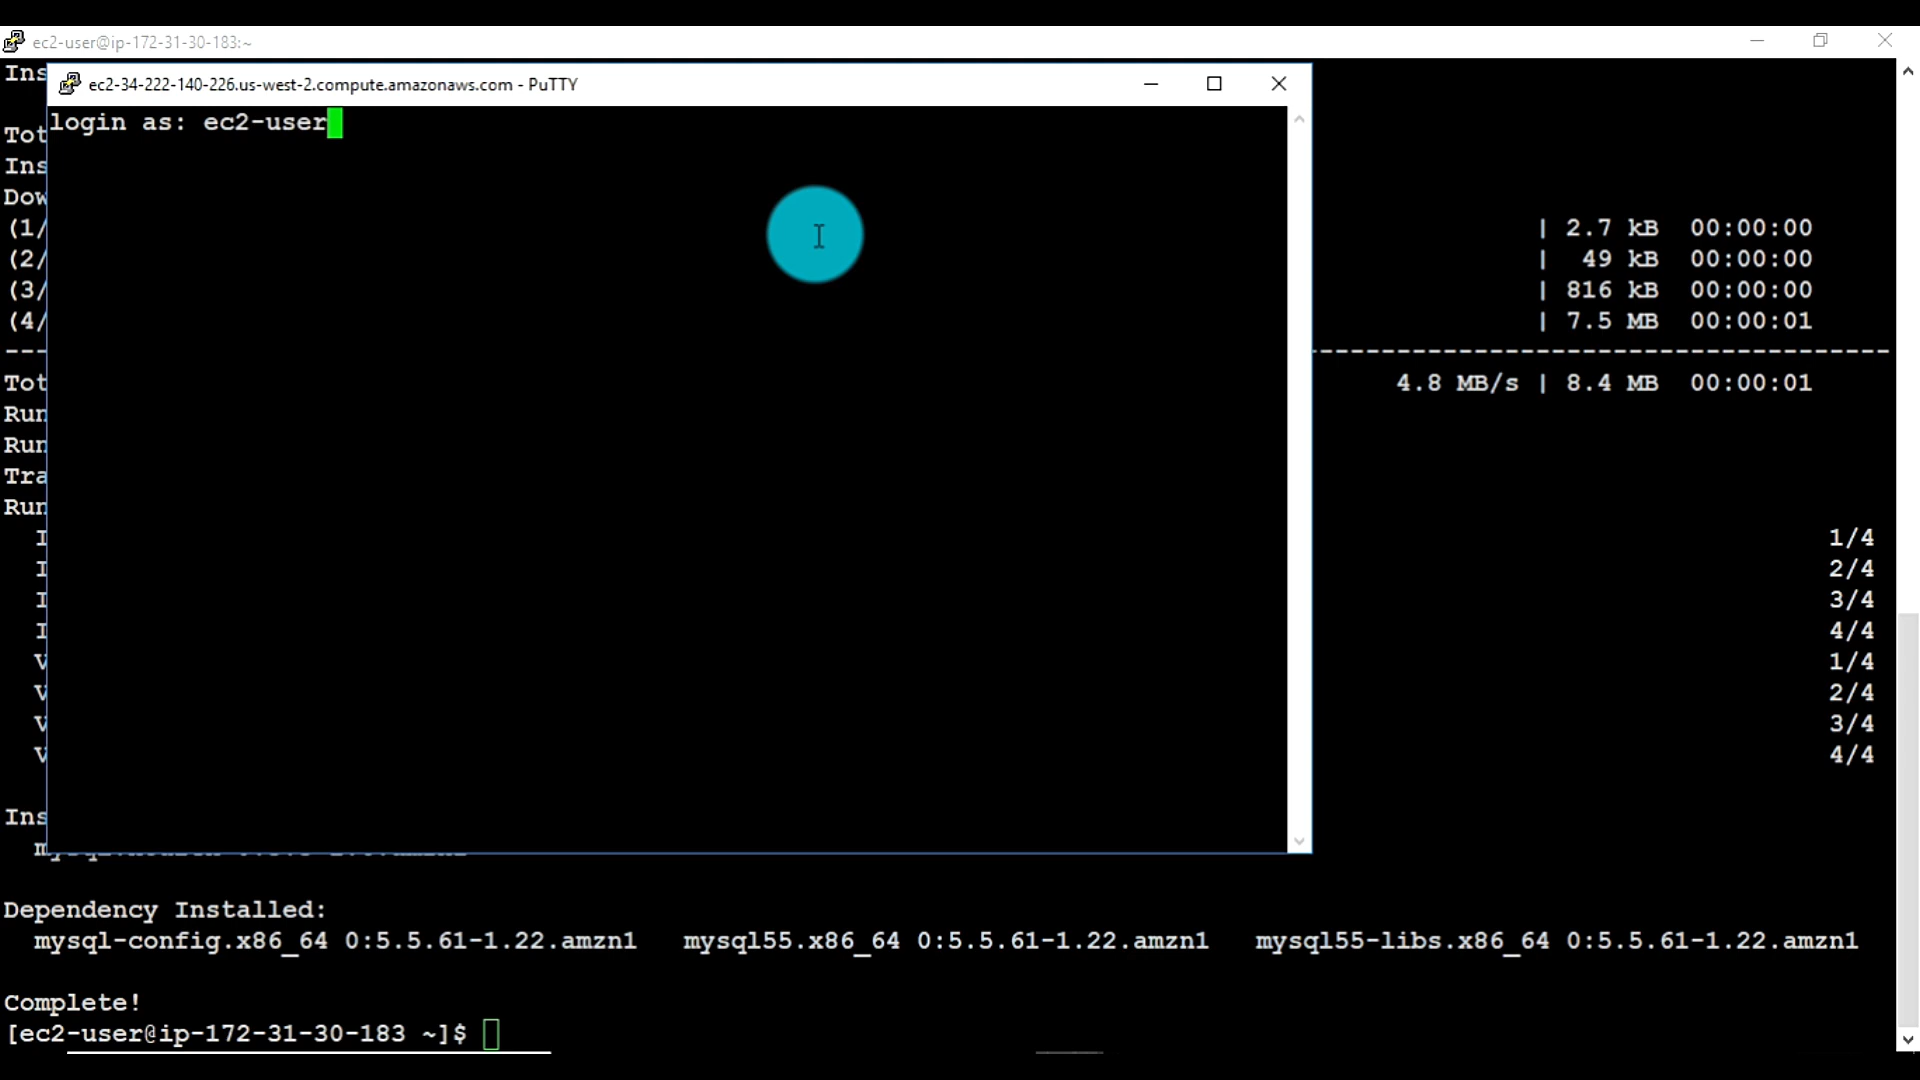 ec2-user@ip-172-31-30-183:~
Ins
ec2-34-222-140-226.us-west-2.compute.amazonaws.com - PuTTY
login as: ec2-user
Tot
Ins
Dow
(1/ | 2.7 kB 00:00:00
(2/ | 49 kB 00:00:00
(3/ | 816 kB 00:00:00
(4/ | 7.5 MB 00:00:01
--------------------------------------
Tot 4.8 MB/s | 8.4 MB 00:00:01
Run
Run
Tra
Run
I 1/4
I 2/4
I 3/4
I 4/4
V 1/4
V 2/4
V 3/4
V 4/4
Ins
Dependency Installed:
mysql-config.x86_64 0:5.5.61-1.22.amzn1 mysql55.x86_64 0:5.5.61-1.22.amzn1 mysql55-libs.x86_64 0:5.5.61-1.22.amzn1
Complete!
[ec2-user@ip-172-31-30-183 ~]$